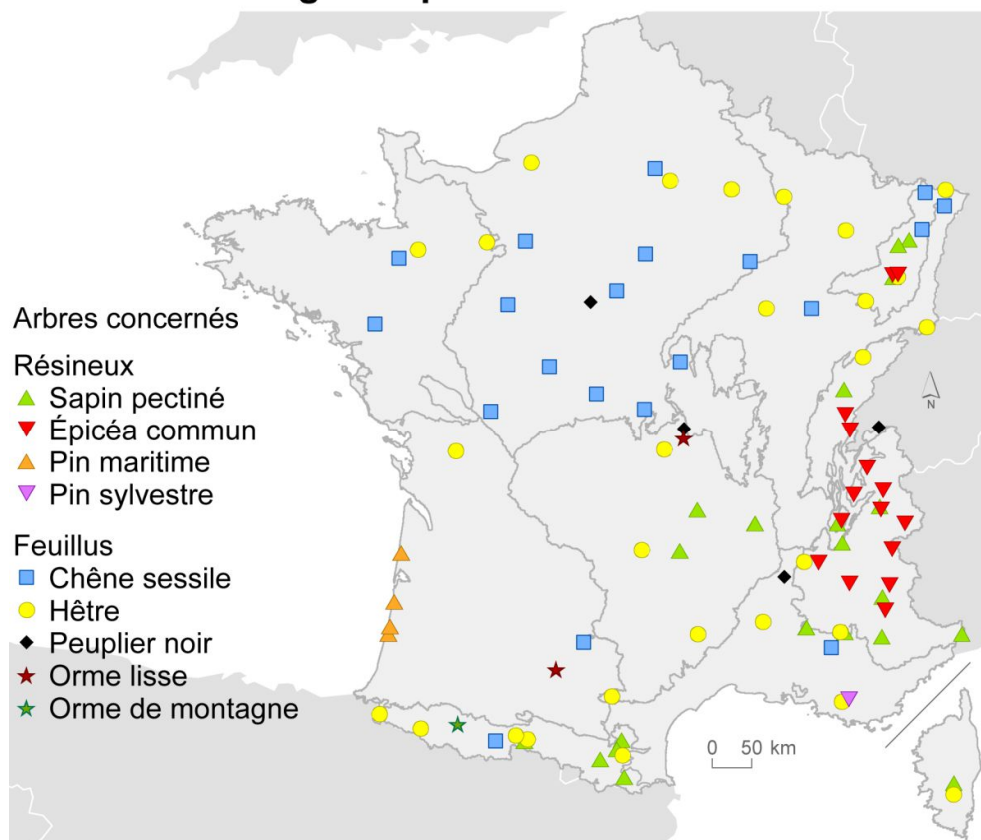 Arbres concernés
Résineux
Sapin pectiné
Épicéa commun
Pin maritime
Pin sylvestre
Feuillus
Chêne sessile
Hêtre
Peuplier noir
Orme lisse
Orme de montagne
N
0 50 km